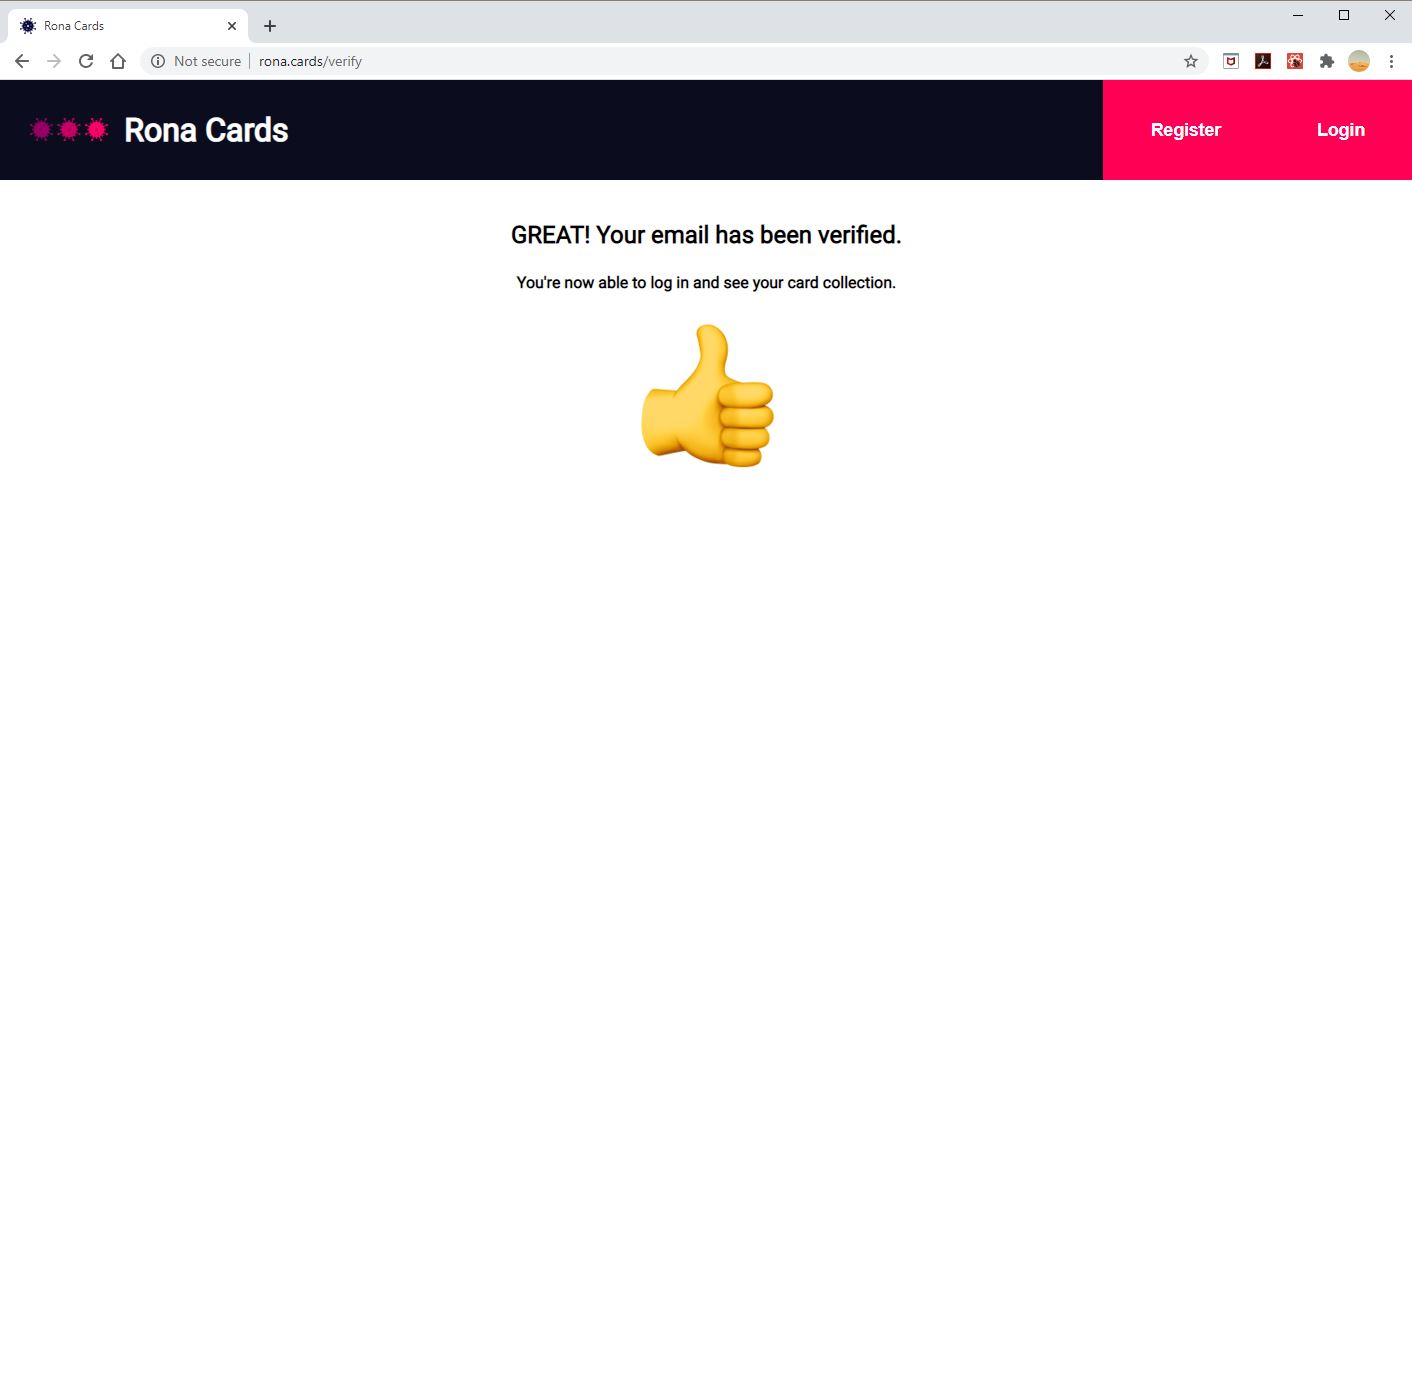 Rona Cards
Not secure
rona.cards/verify
Rona Cards
Register
Login
GREAT! Your email has been verified.
You're now able to log in and see your card collection.